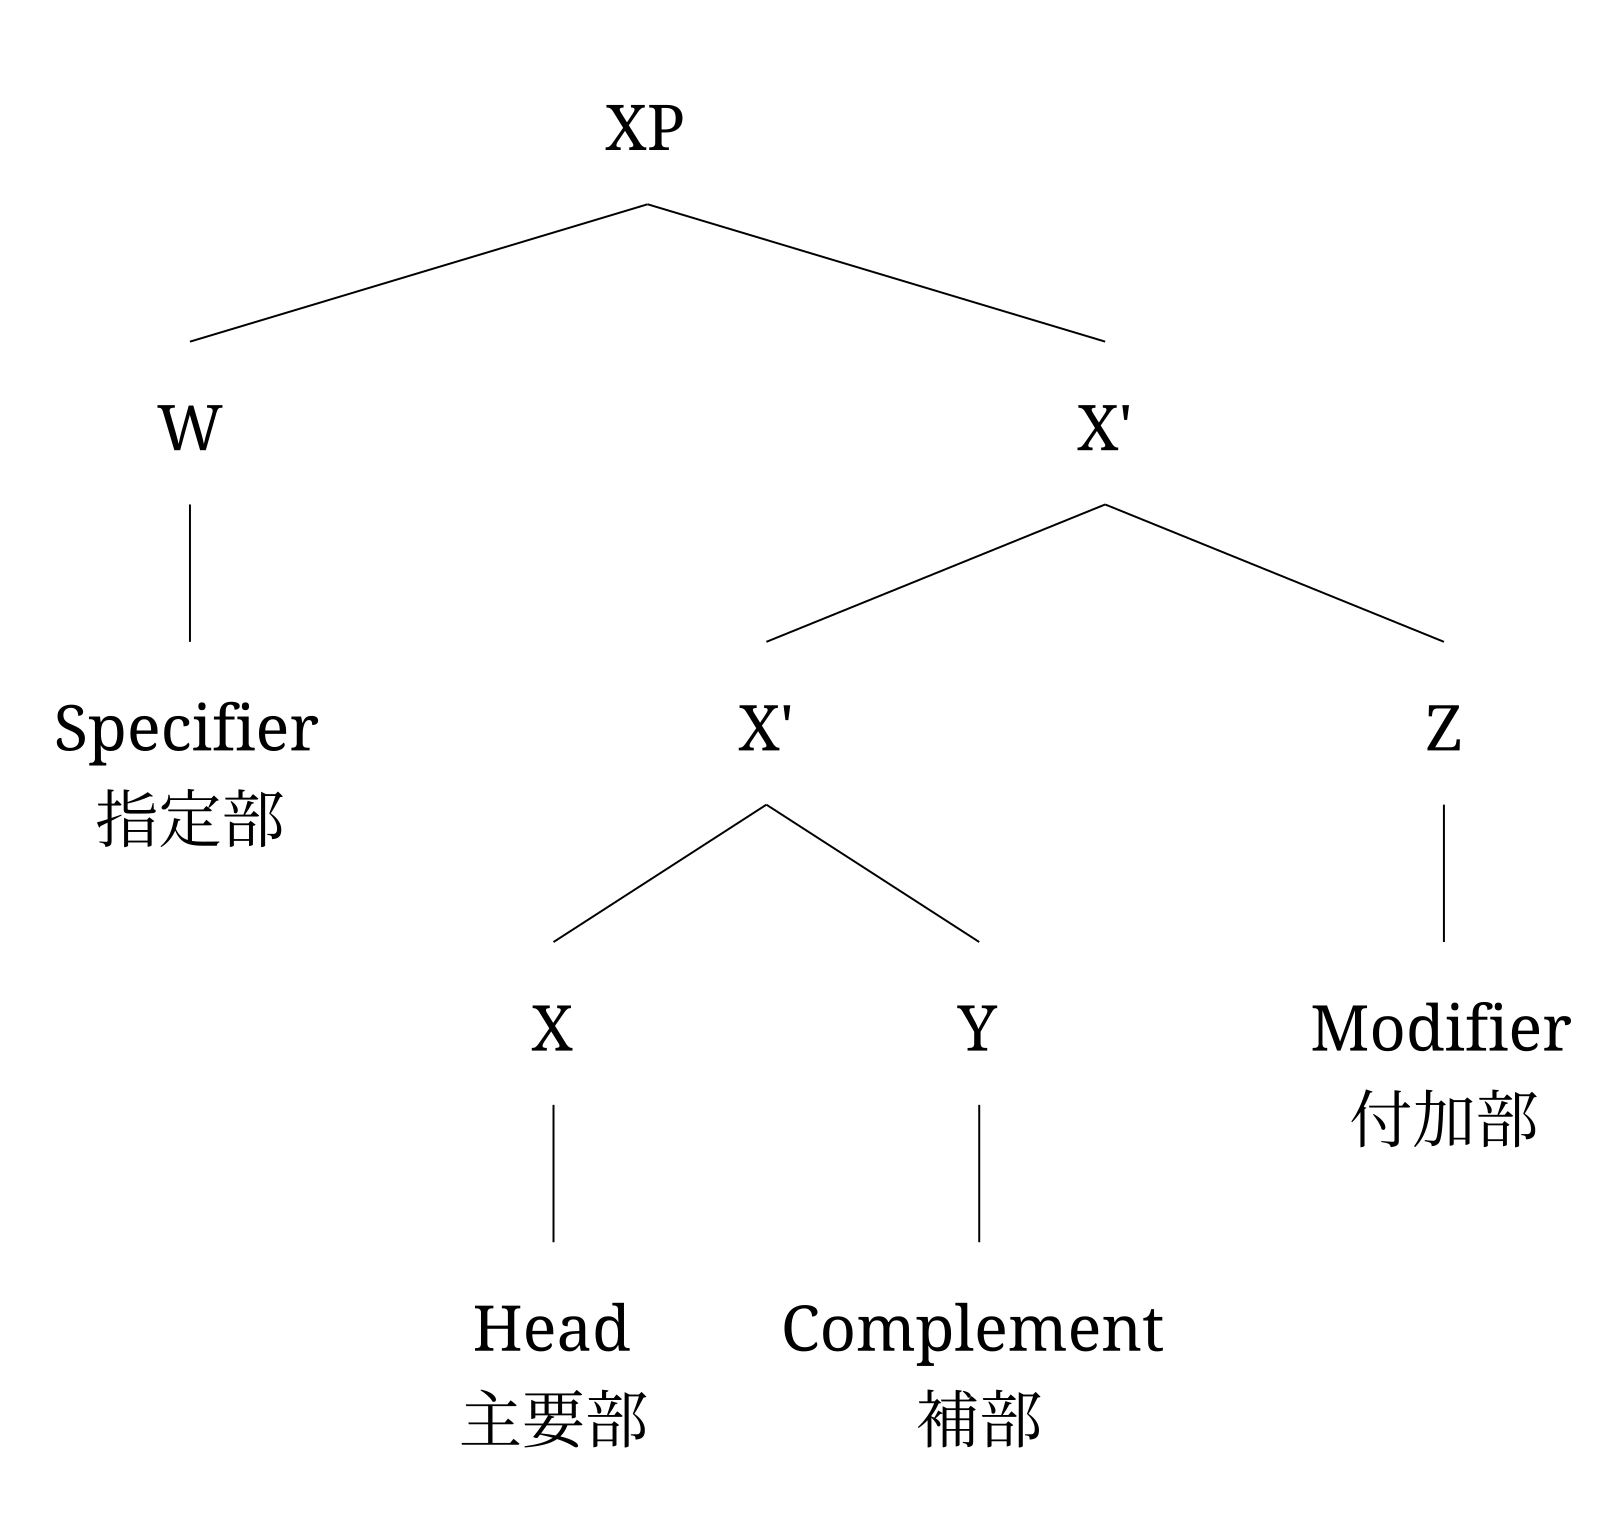 XP
W
X'
Specifier
指定部
X'
Z
X
Y
Modifier
付加部
Head
主要部
Complement
補部